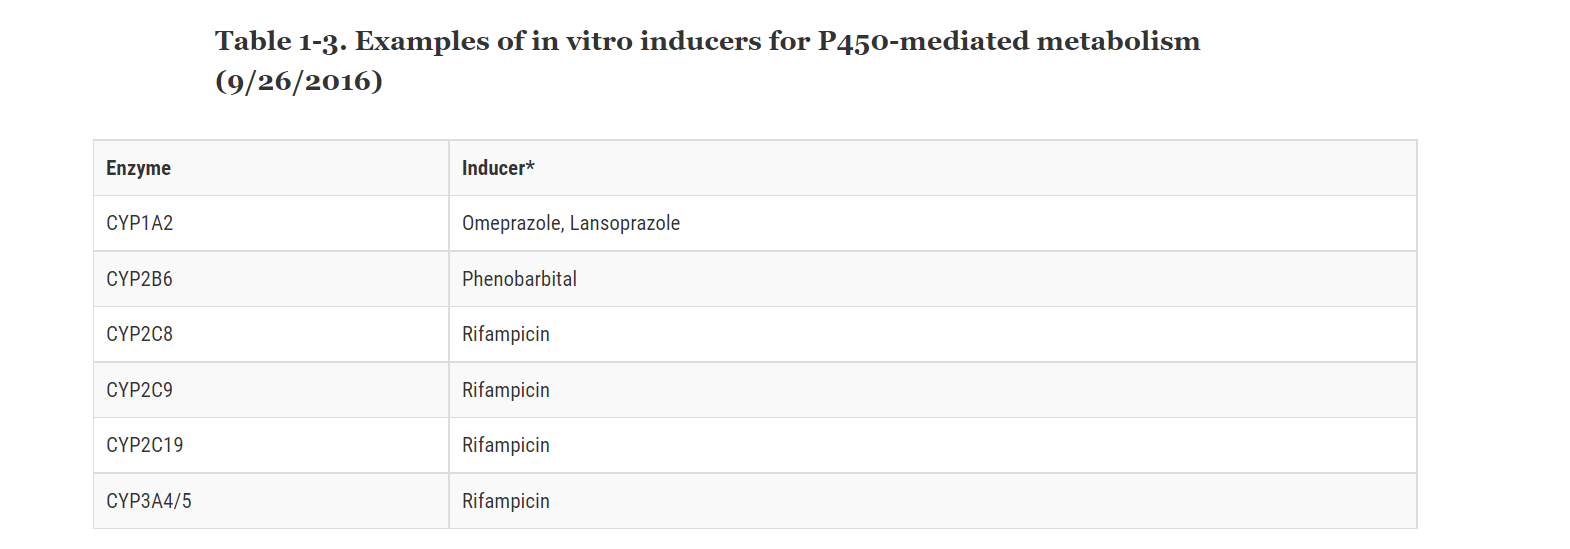 Table 1-3. Examples of in vitro inducers for P450-mediated metabolism
(9/26/2016)
Enzyme Inducer*
CYP1A2 Omeprazole, Lansoprazole
CYP2B6 Phenobarbital
CYP2C8 Rifampicin
CYP2C9 Rifampicin
CYP2C19 Rifampicin
CYP3A4/5 Rifampicin